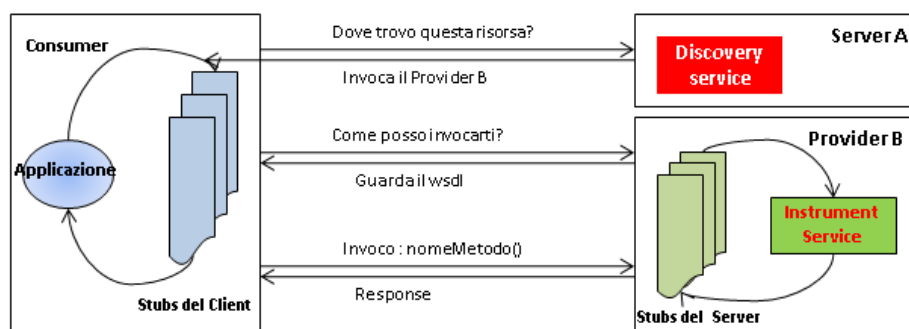 Consumer
Applicazione
Stubs del Client
Dove trovo questa risorsa?
Invoca il Provider B
Come posso invocarti?
Guarda il wsdl
Invoco : nomeMetodo()
Response
Server A
Discovery
service
Provider B
Instrument
Service
Stubs del Server